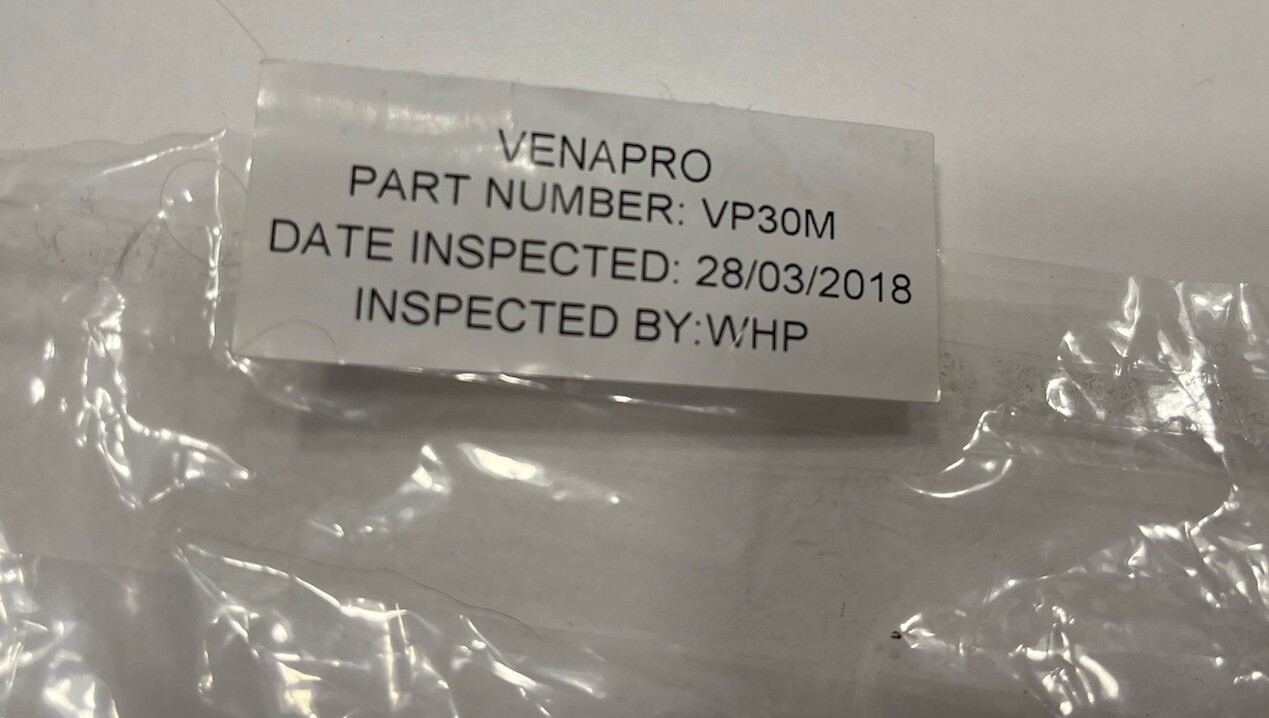 VENAPRO
PART NUMBER: VP30M
DATE INSPECTED: 28/03/2018
INSPECTED BY:WHP